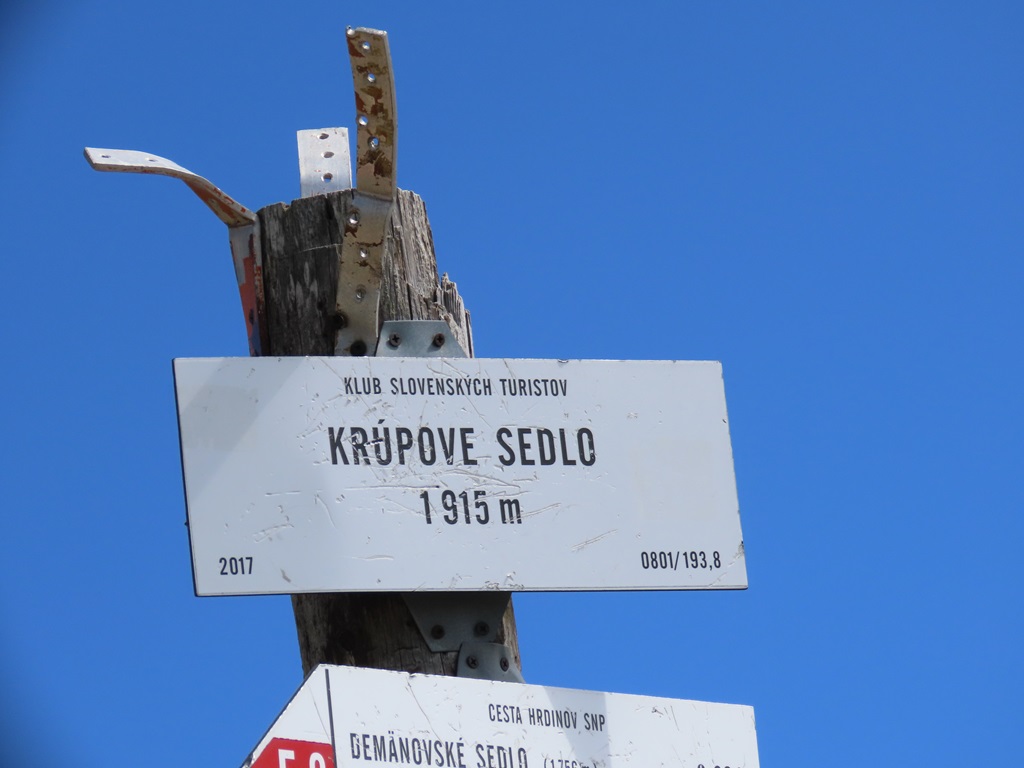 KLUB SLOVENSKÝCH TURISTOV
KRÚPOVE SEDLO
1 915 m
2017
0801/193,8
CESTA HRDINOV SNP
DEMÄNOVSKÉ SEDLO